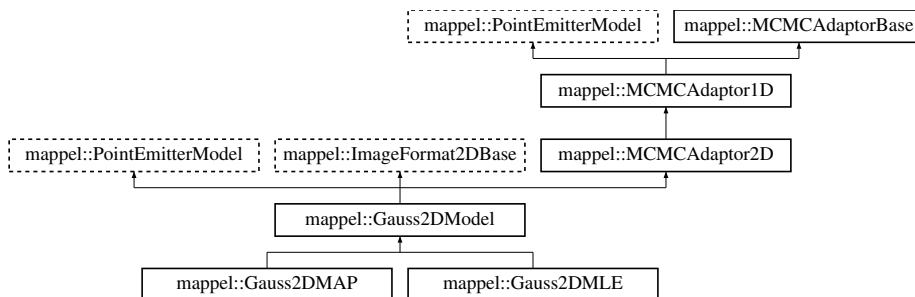 mappel::PointEmitterModel
mappel::MCMCAdaptorBase
mappel::MCMCAdaptor1D
mappel::PointEmitterModel
mappel::ImageFormat2DBase
mappel::MCMCAdaptor2D
mappel::Gauss2DModel
mappel::Gauss2DMAP
mappel::Gauss2DMLE